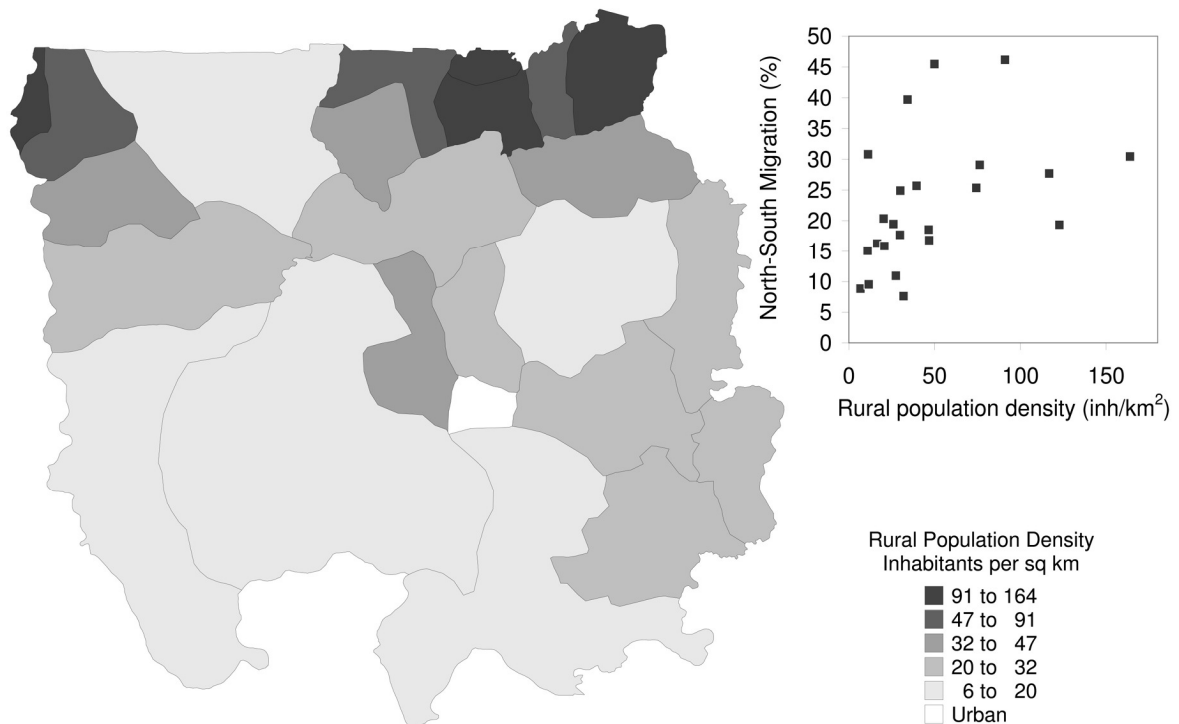 50
45
40
35
30
25
20
15
10
5
0
North-South Migration (%)
0 50 100 150
Rural population density (inh/km²)
Rural Population Density
Inhabitants per sq km
91 to 164
47 to 91
32 to 47
20 to 32
6 to 20
Urban